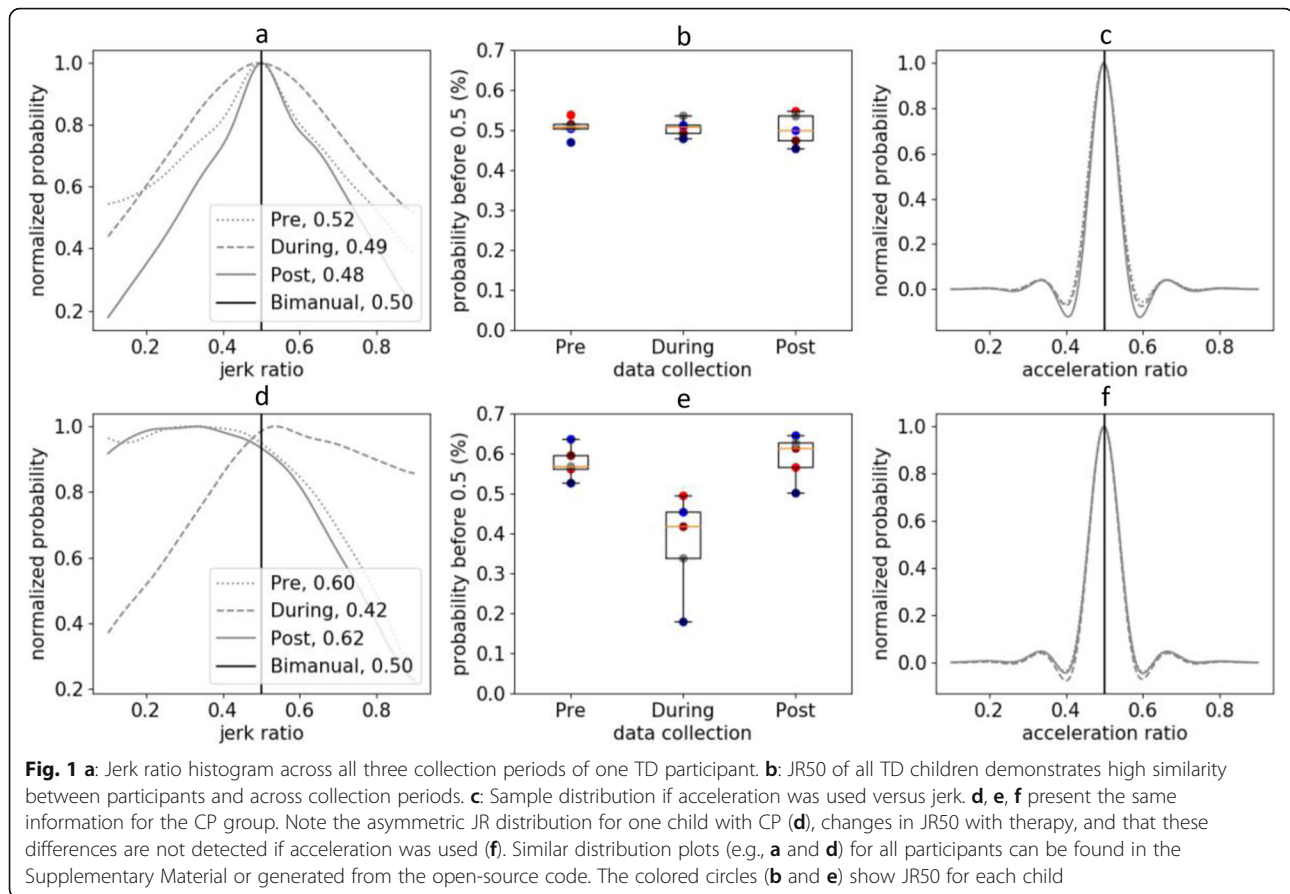 a
normalized probability
1.0
0.8
0.6
0.4
0.2
Pre, 0.52
During, 0.49
Post, 0.48
Bimanual, 0.50
0.2 0.4 0.6 0.8
jerk ratio
b
probability before 0.5 (%)
0.7
0.6
0.5
0.4
0.3
0.2
0.1
0.0
Pre During Post
data collection
c
normalized probability
1.0
0.8
0.6
0.4
0.2
0.0
0.2 0.4 0.6 0.8
acceleration ratio
d
normalized probability
1.0
0.8
0.6
0.4
0.2
Pre, 0.60
During, 0.42
Post, 0.62
Bimanual, 0.50
0.2 0.4 0.6 0.8
jerk ratio
e
probability before 0.5 (%)
0.7
0.6
0.5
0.4
0.3
0.2
0.1
0.0
Pre During Post
data collection
f
normalized probability
1.0
0.8
0.6
0.4
0.2
0.0
0.2 0.4 0.6 0.8
acceleration ratio
Fig. 1 a: Jerk ratio histogram across all three collection periods of one TD participant. b: JR50 of all TD children demonstrates high similarity
between participants and across collection periods. c: Sample distribution if acceleration was used versus jerk. d, e, f present the same
information for the CP group. Note the asymmetric JR distribution for one child with CP (d), changes in JR50 with therapy, and that these
differences are not detected if acceleration was used (f). Similar distribution plots (e.g., a and d) for all participants can be found in the
Supplementary Material or generated from the open-source code. The colored circles (b and e) show JR50 for each child